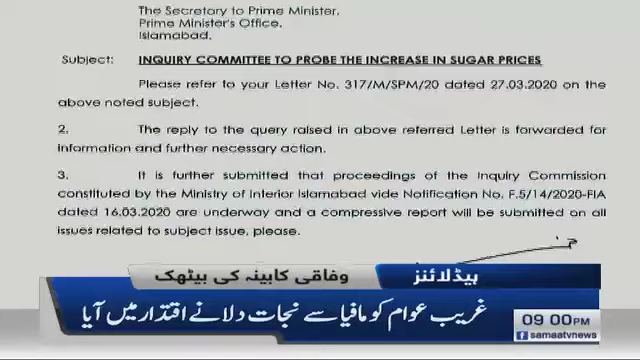 The Secretary to Prime Minister,
Prime Minister's Office,
Islamabad.
Subject: INQUIRY COMMITTEE TO PROBE THE INCREASE IN SUGAR PRICES
Please refer to your Letter No. 317/M/SPM/20 dated 27.03.2020 on the
above noted subject.
2. The reply to the query raised in above referred Letter is forwarded for
information and further necessary action.
3. It is further submitted that proceedings of the Inquiry Commission
constituted by the Ministry of Interior Islamabad vide Notification No. F.5/14/2020-FIA
dated 16.03.2020 are underway and a compressive report will be submitted on all
issues related to subject issue, please.
ہیڈلائنز
وفاقی کابینہ کی بیٹھک
غریب عوام کو مافیا سے نجات دلانے اقتدار میں آیا
09:00PM
samaatvnews